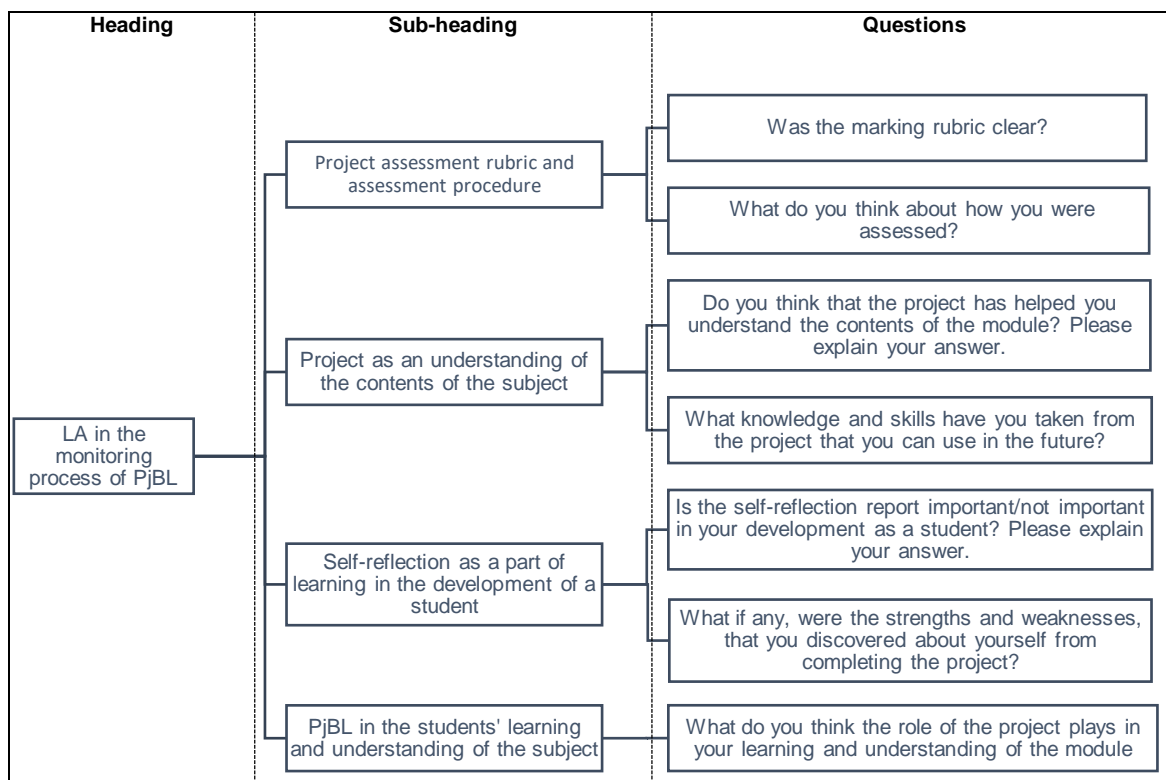 Heading
Sub-heading
Questions
LA in the
monitoring
process of PjBL
Project assessment rubric and
assessment procedure
Was the marking rubric clear?
What do you think about how you were
assessed?
Project as an understanding of
the contents of the subject
Do you think that the project has helped you
understand the contents of the module? Please
explain your answer.
What knowledge and skills have you taken from
the project that you can use in the future?
Self-reflection as a part of
learning in the development of a
student
Is the self-reflection report important/not important
in your development as a student? Please explain
your answer.
What if any, were the strengths and weaknesses,
that you discovered about yourself from
completing the project?
PjBL in the students' learning
and understanding of the subject
What do you think the role of the project plays in
your learning and understanding of the module